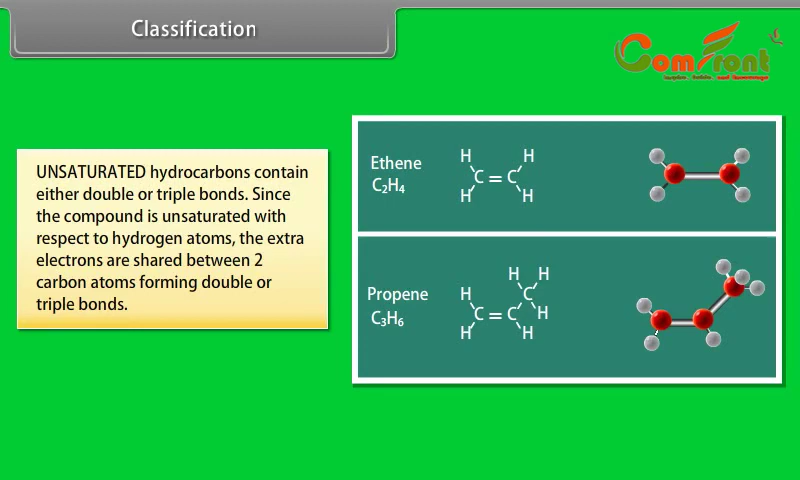 Classification
ComFront
UNSATURATED hydrocarbons contain
either double or triple bonds. Since
the compound is unsaturated with
respect to hydrogen atoms, the extra
electrons are shared between 2
carbon atoms forming double or
triple bonds.
Ethene
C₂H₄
H H
C = C
H H
Propene
C₃H₆
H H
H C
C = C H
H H